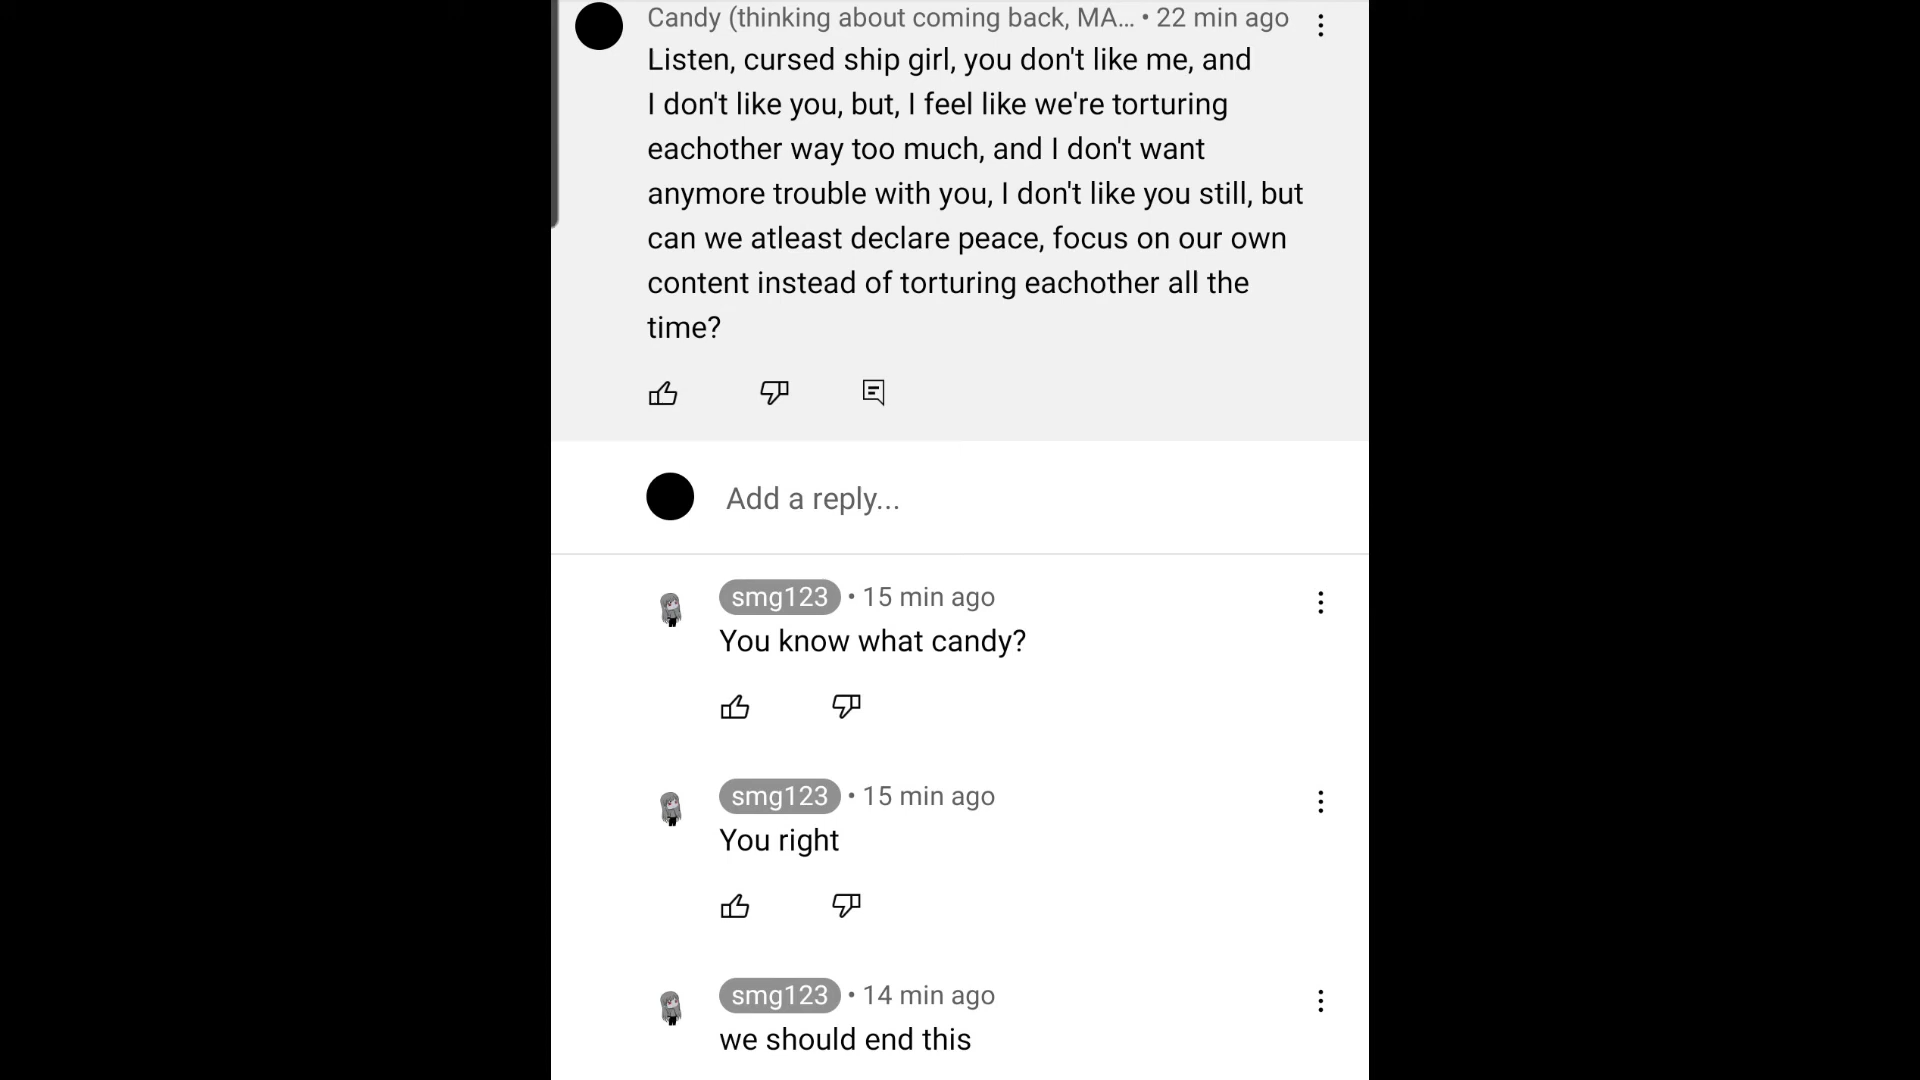 Candy (thinking about coming back, MA... • 22 min ago
Listen, cursed ship girl, you don't like me, and
I don't like you, but, I feel like we're torturing
eachother way too much, and I don't want
anymore trouble with you, I don't like you still, but
can we atleast declare peace, focus on our own
content instead of torturing eachother all the
time?
Add a reply...
smg123 • 15 min ago
You know what candy?
smg123 • 15 min ago
You right
smg123 • 14 min ago
we should end this